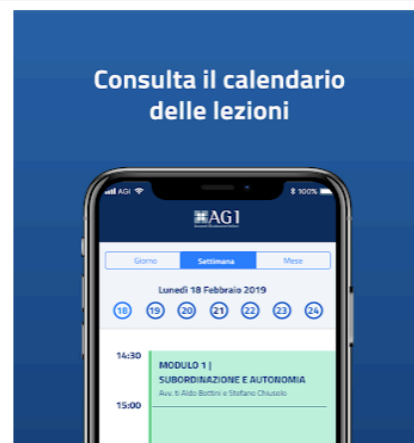 Consulta il calendario
delle lezioni
AGI
100%
AGI
Giorno
Settimana
Mese
Lunedì 18 Febbraio 2019
18 19 20 21 22 23 24
14:30
MODULO 1 |
SUBORDINAZIONE E AUTONOMIA
Avv. ti Aldo Bottini e Stefano Chiusolo
15:00